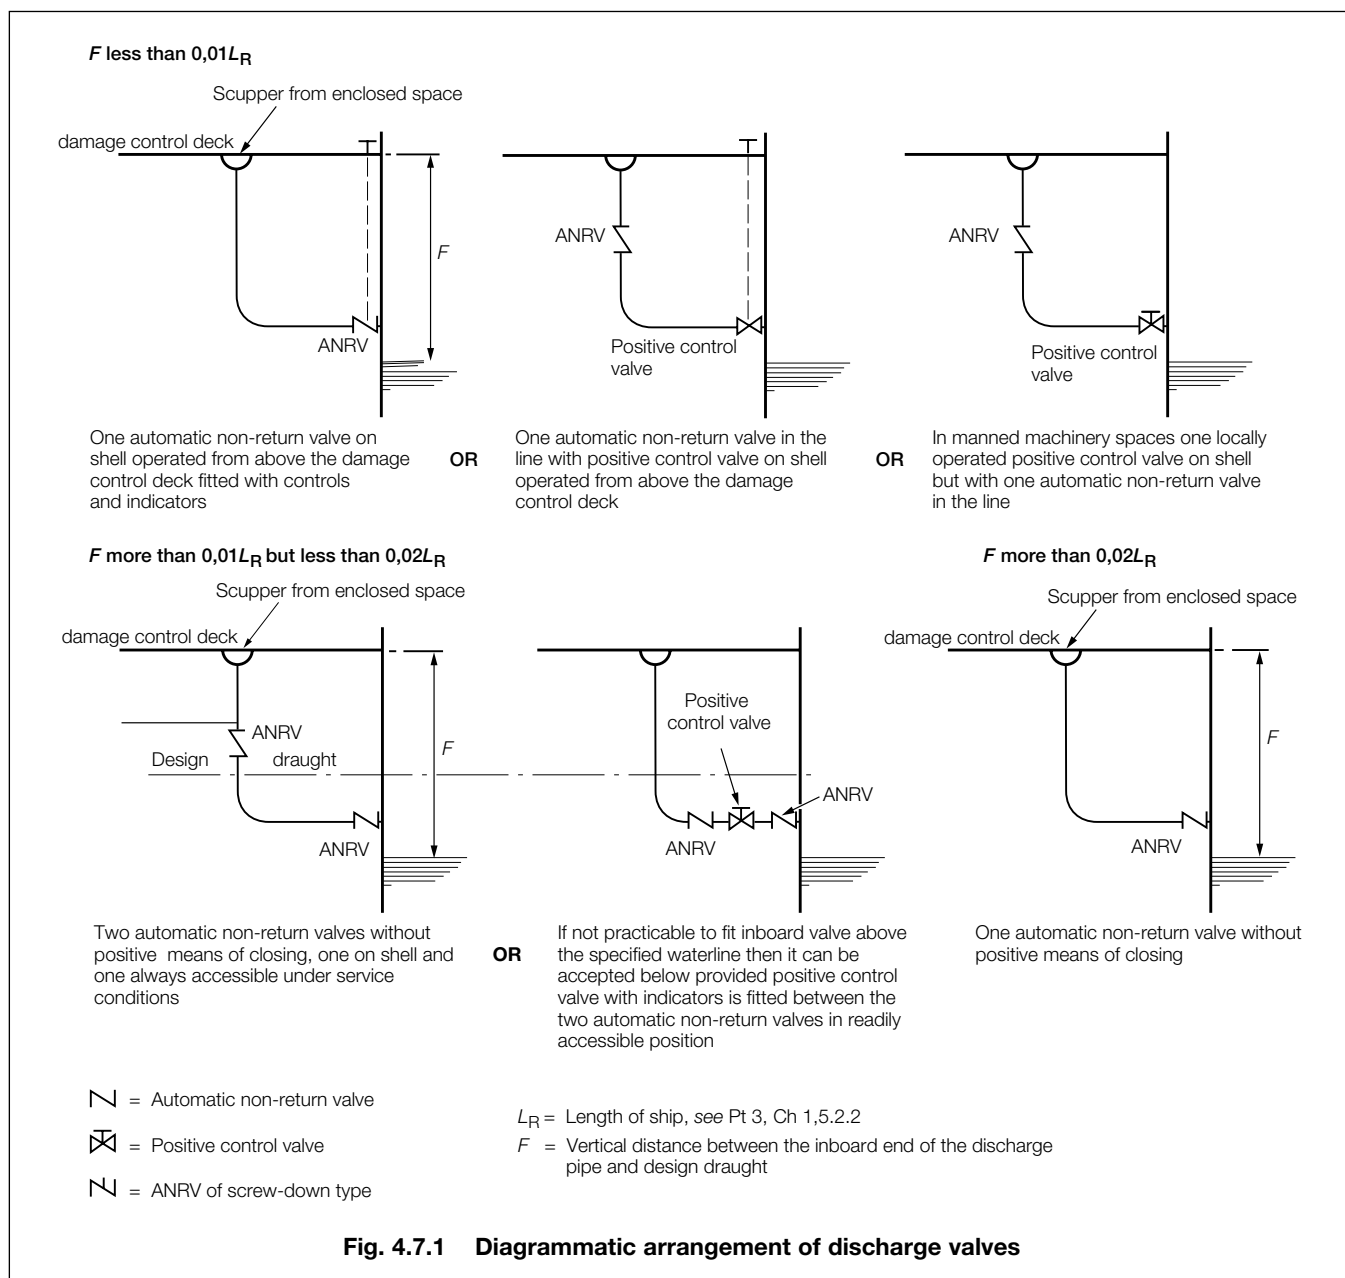 F less than 0,01LR
Scupper from enclosed space
damage control deck
F
ANRV
ANRV
Positive control
valve
ANRV
Positive control
valve
One automatic non-return valve on
shell operated from above the damage
control deck fitted with controls
and indicators
OR
One automatic non-return valve in the
line with positive control valve on shell
operated from above the damage
control deck
OR
In manned machinery spaces one locally
operated positive control valve on shell
but with one automatic non-return valve
in the line
F more than 0,01LR but less than 0,02LR
Scupper from enclosed space
damage control deck
ANRV
Design draught
F
ANRV
Positive
control valve
ANRV
ANRV
F more than 0,02LR
Scupper from enclosed space
damage control deck
F
ANRV
Two automatic non-return valves without
positive means of closing, one on shell and
one always accessible under service
conditions
OR
If not practicable to fit inboard valve above
the specified waterline then it can be
accepted below provided positive control
valve with indicators is fitted between the
two automatic non-return valves in readily
accessible position
One automatic non-return valve without
positive means of closing
= Automatic non-return valve
= Positive control valve
= ANRV of screw-down type
LR = Length of ship, see Pt 3, Ch 1,5.2.2
F = Vertical distance between the inboard end of the discharge
pipe and design draught
Fig. 4.7.1 Diagrammatic arrangement of discharge valves